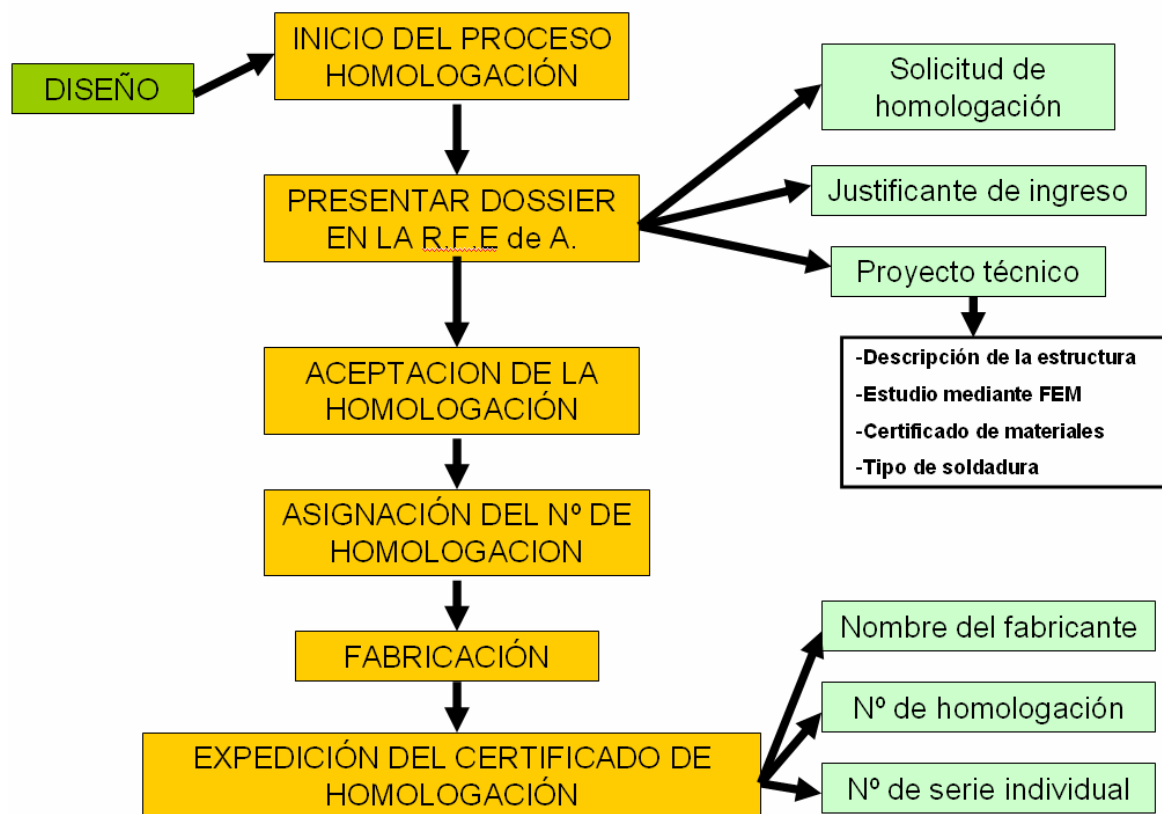 INICIO DEL PROCESO
HOMOLOGACIÓN
DISEÑO
Solicitud de
homologación
PRESENTAR DOSSIER
EN LA R.F.E de A.
Justificante de ingreso
Proyecto técnico
-Descripción de la estructura
-Estudio mediante FEM
-Certificado de materiales
-Tipo de soldadura
ACEPTACION DE LA
HOMOLOGACIÓN
ASIGNACIÓN DEL Nº DE
HOMOLOGACION
FABRICACIÓN
EXPEDICIÓN DEL CERTIFICADO DE
HOMOLOGACIÓN
Nombre del fabricante
Nº de homologación
Nº de serie individual